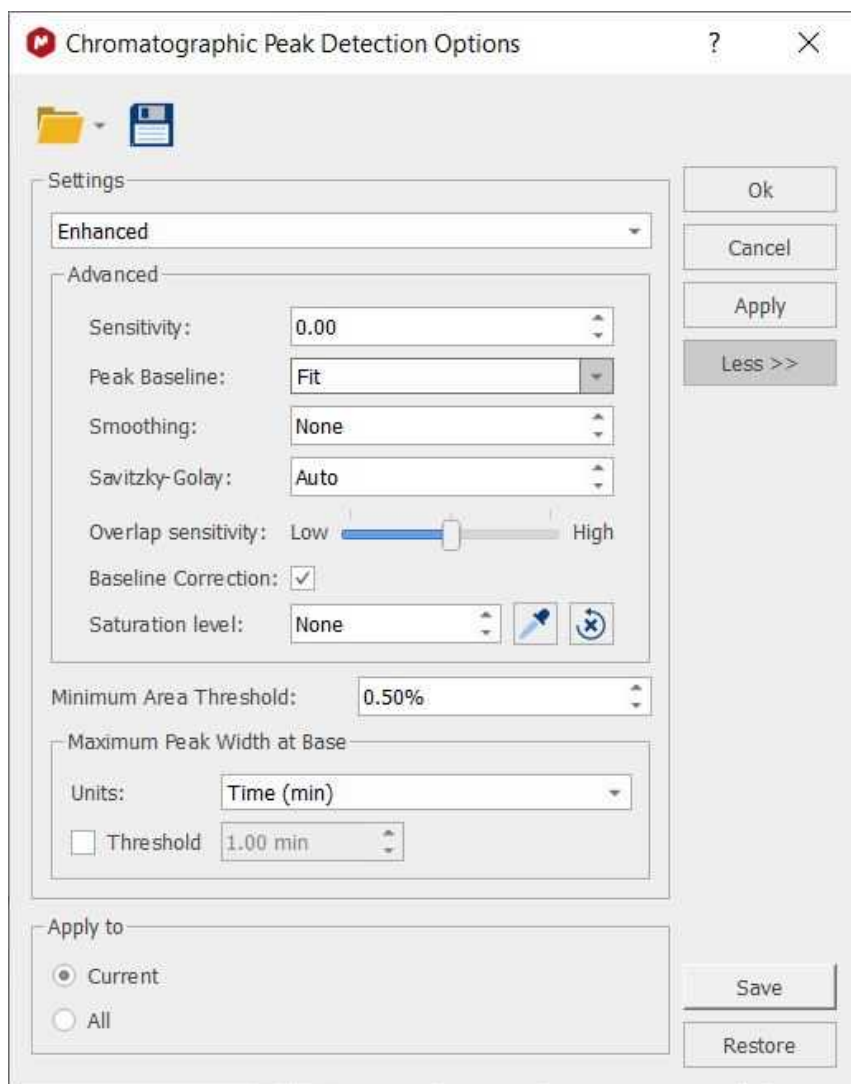 Chromatographic Peak Detection Options ?
Settings
Ok
Enhanced
Cancel
Advanced
Apply
Sensitivity: 0.00
Less >>
Peak Baseline: Fit
Smoothing: None
Savitzky-Golay: Auto
Overlap sensitivity: Low High
Baseline Correction:
Saturation level: None
Minimum Area Threshold: 0.50%
Maximum Peak Width at Base
Units: Time (min)
Threshold 1.00 min
Apply to
Current
All
Save
Restore